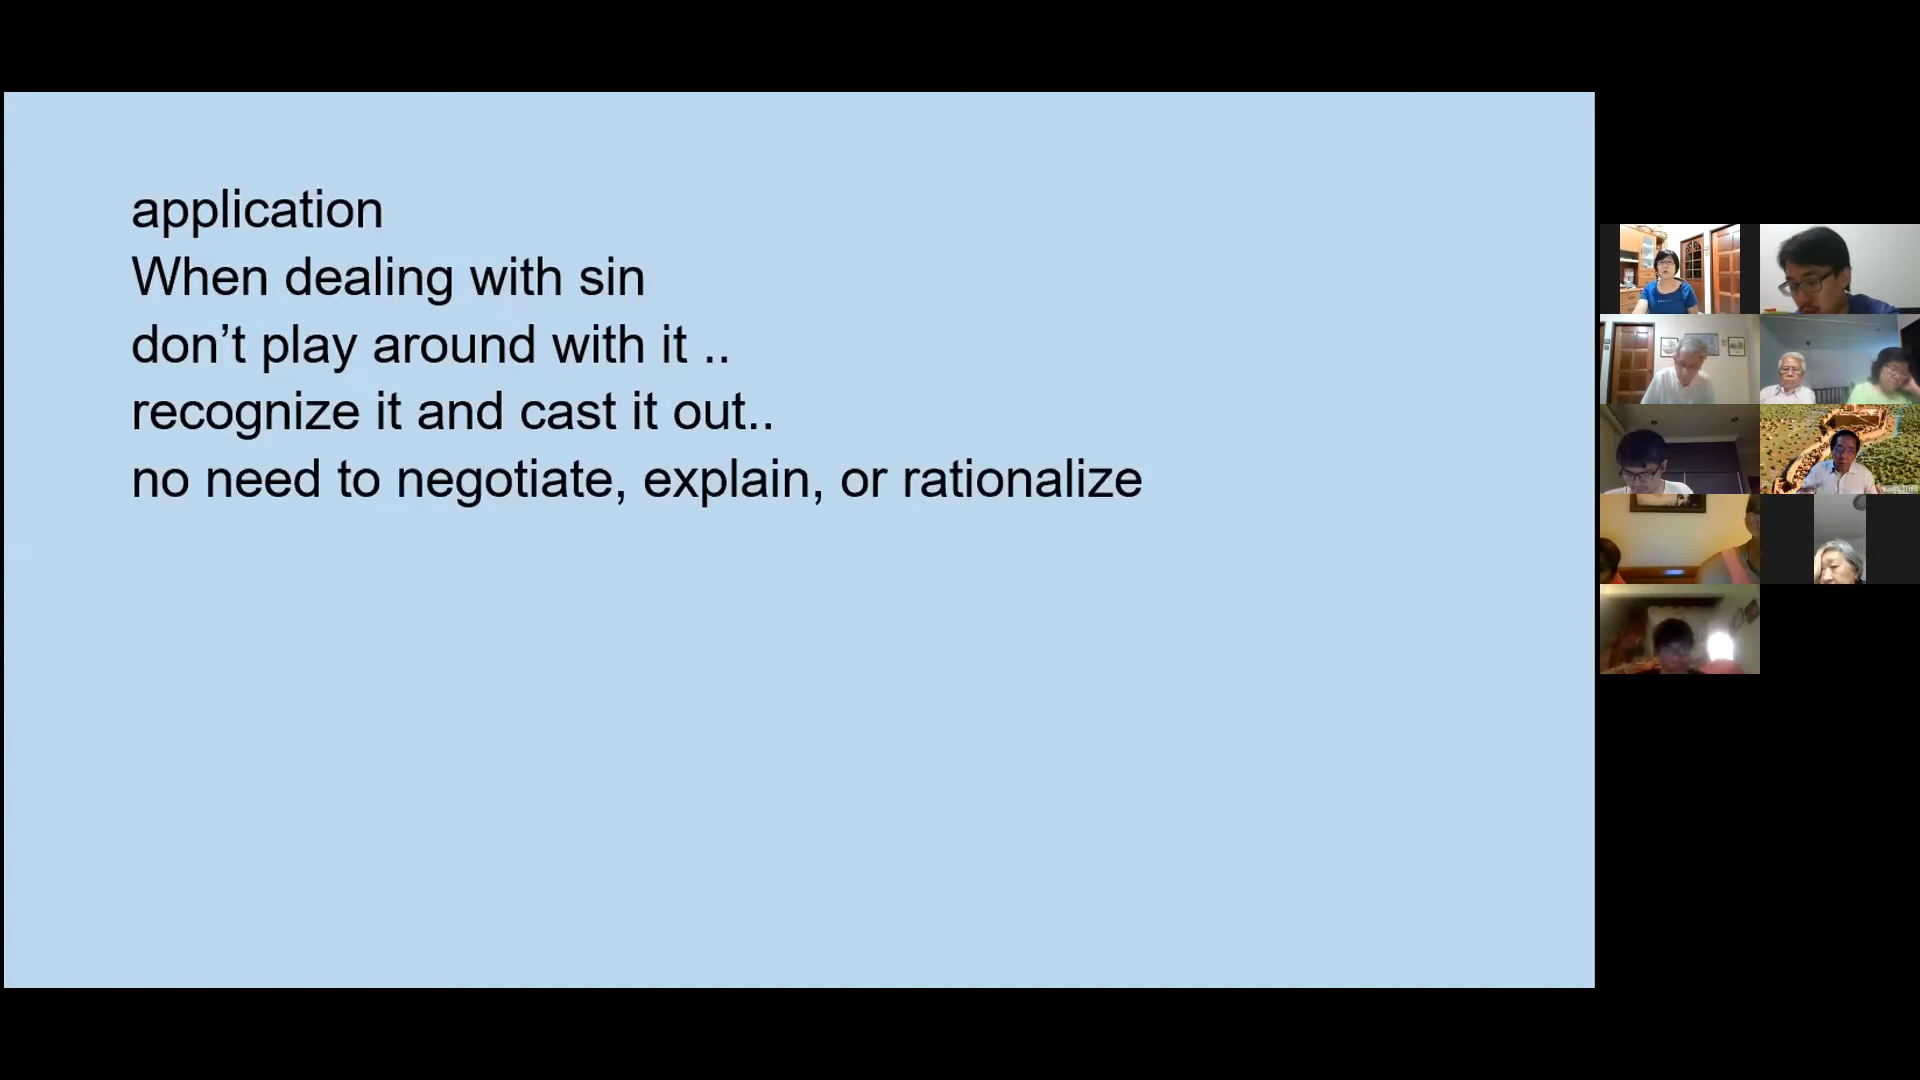 application
When dealing with sin
don’t play around with it ..
recognize it and cast it out..
no need to negotiate, explain, or rationalize